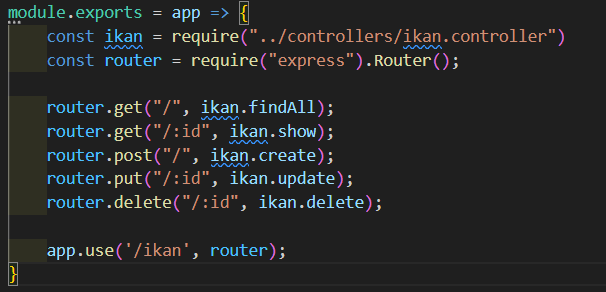 module.exports = app => {
    const ikan = require("../controllers/ikan.controller")
    const router = require("express").Router();

    router.get("/", ikan.findAll);
    router.get("/:id", ikan.show);
    router.post("/", ikan.create);
    router.put("/:id", ikan.update);
    router.delete("/:id", ikan.delete);

    app.use('/ikan', router);
}